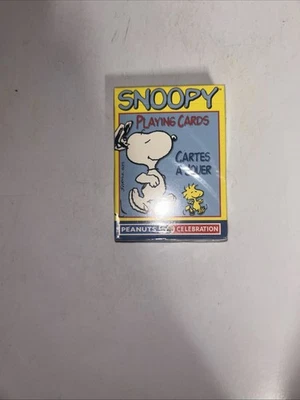 SNOOPY
PLAYING CARDS
CARTES
À JOUER
PEANUTS CELEBRATION